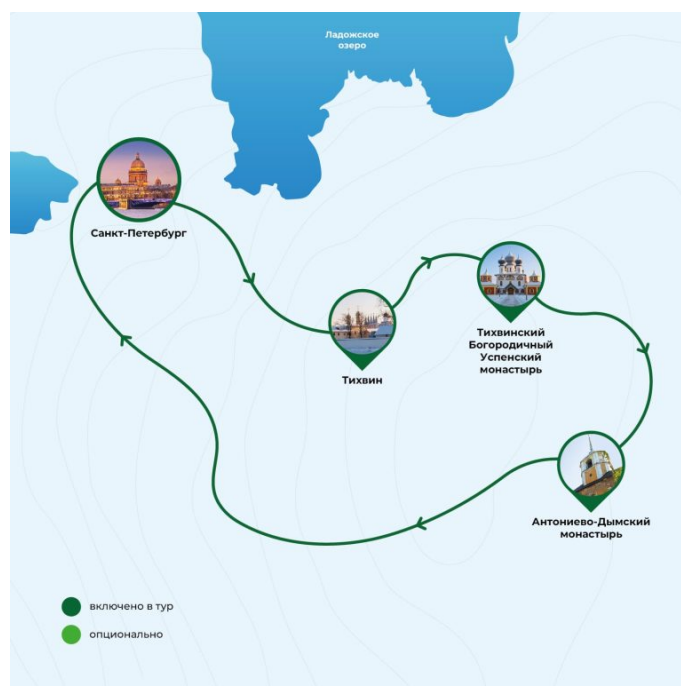 Ладожское
озеро
Санкт-Петербург
Тихвинский
Богородичный
Успенский
монастырь
Тихвин
Антониево-Дымский
монастырь
включено в тур
опционально